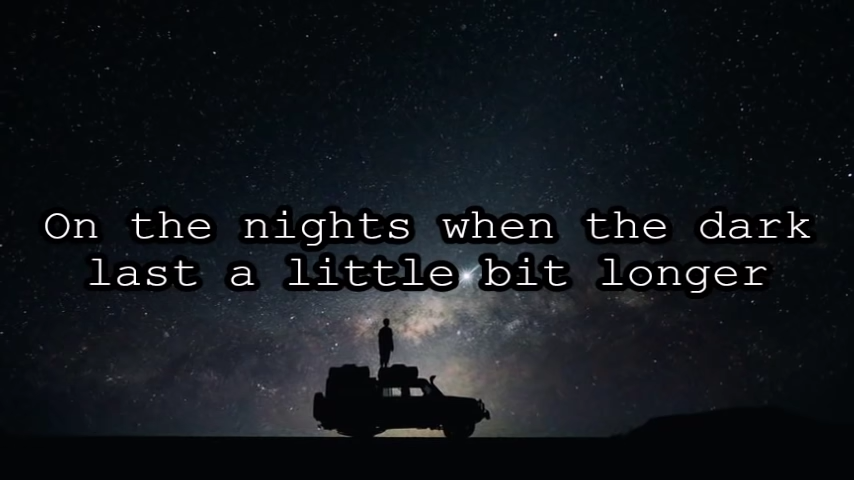 On the nights when the dark
last a little bit longer